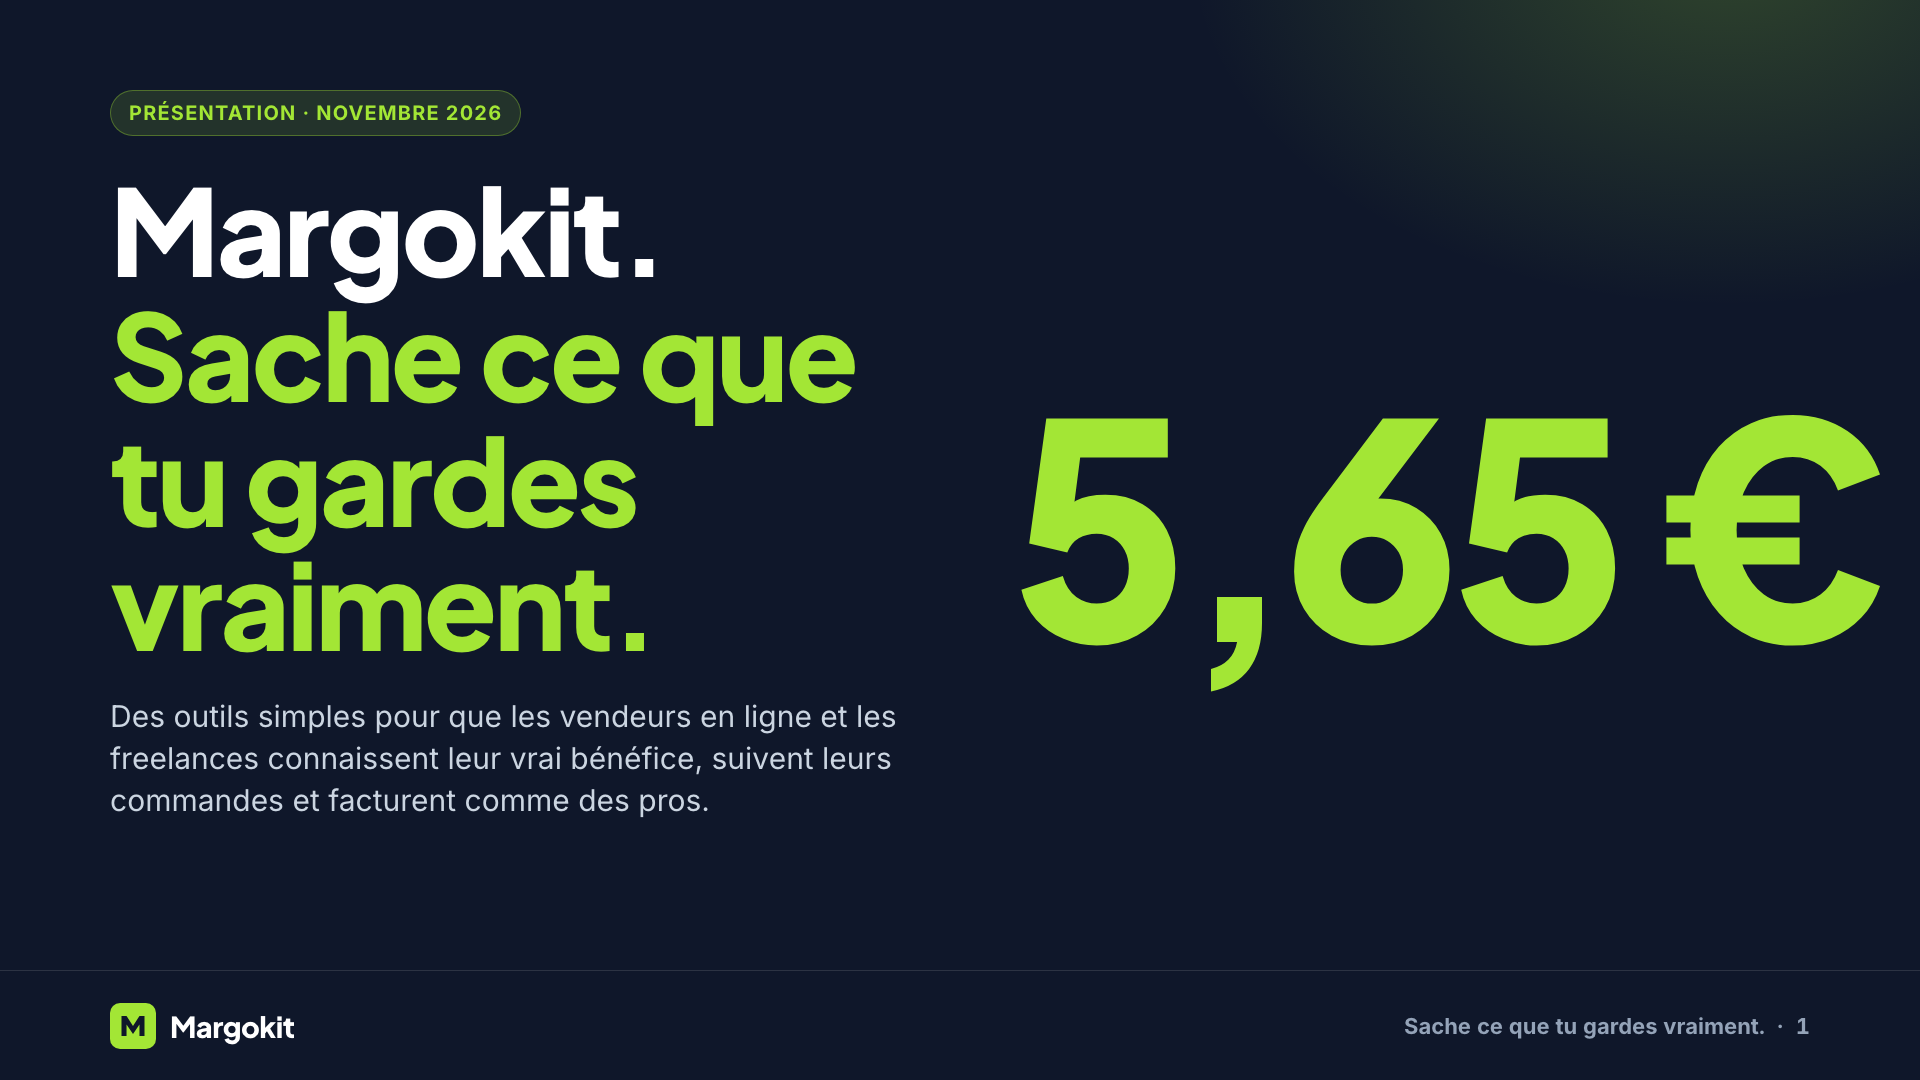 PRÉSENTATION · NOVEMBRE 2026
Margokit.
Sache ce que
tu gardes
vraiment.
Des outils simples pour que les vendeurs en ligne et les
freelances connaissent leur vrai bénéfice, suivent leurs
commandes et facturent comme des pros.
5,65 €
M Margokit
Sache ce que tu gardes vraiment. · 1